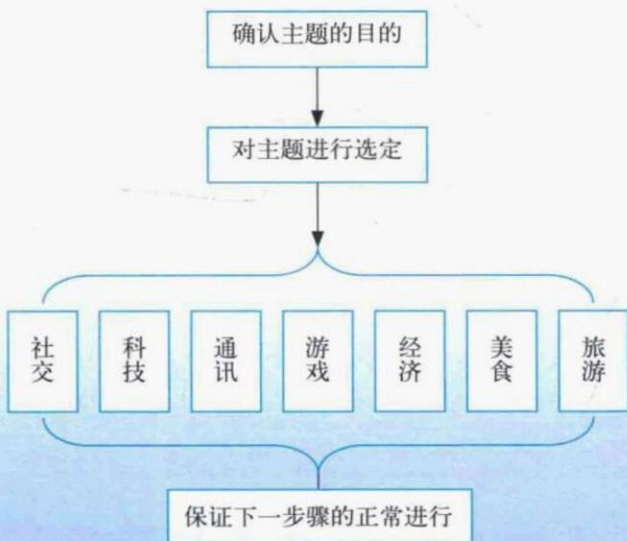 确认主题的目的
对主题进行选定
社交
科技
通讯
游戏
经济
美食
旅游
保证下一步骤的正常进行